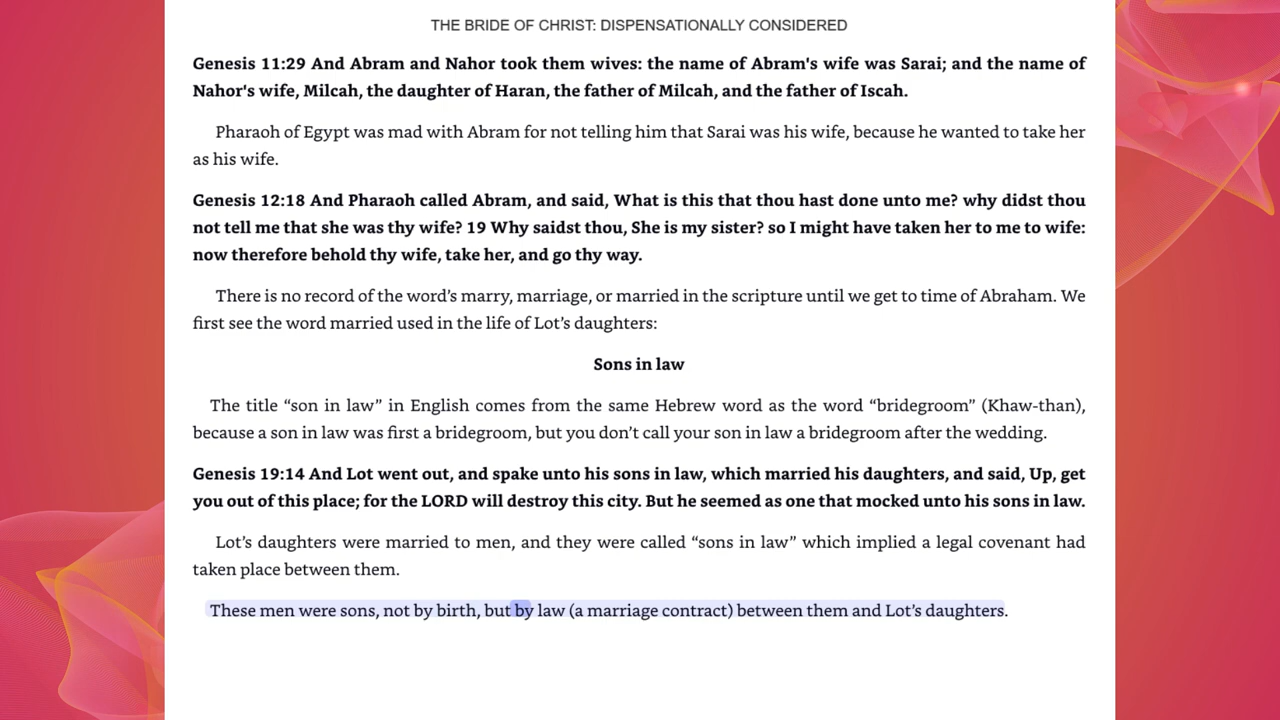 THE BRIDE OF CHRIST: DISPENSATIONALLY CONSIDERED
Genesis 11:29 And Abram and Nahor took them wives: the name of Abram's wife was Sarai; and the name of
Nahor's wife, Milcah, the daughter of Haran, the father of Milcah, and the father of Iscah.
Pharaoh of Egypt was mad with Abram for not telling him that Sarai was his wife, because he wanted to take her
as his wife.
Genesis 12:18 And Pharaoh called Abram, and said, What is this that thou hast done unto me? why didst thou
not tell me that she was thy wife? 19 Why saidst thou, She is my sister? so I might have taken her to me to wife:
now therefore behold thy wife, take her, and go thy way.
There is no record of the word’s marry, marriage, or married in the scripture until we get to time of Abraham. We
first see the word married used in the life of Lot’s daughters:
Sons in law
The title “son in law” in English comes from the same Hebrew word as the word “bridegroom” (Khaw-than),
because a son in law was first a bridegroom, but you don’t call your son in law a bridegroom after the wedding.
Genesis 19:14 And Lot went out, and spake unto his sons in law, which married his daughters, and said, Up, get
you out of this place; for the LORD will destroy this city. But he seemed as one that mocked unto his sons in law.
Lot’s daughters were married to men, and they were called “sons in law” which implied a legal covenant had
taken place between them.
These men were sons, not by birth, but by law (a marriage contract) between them and Lot’s daughters.